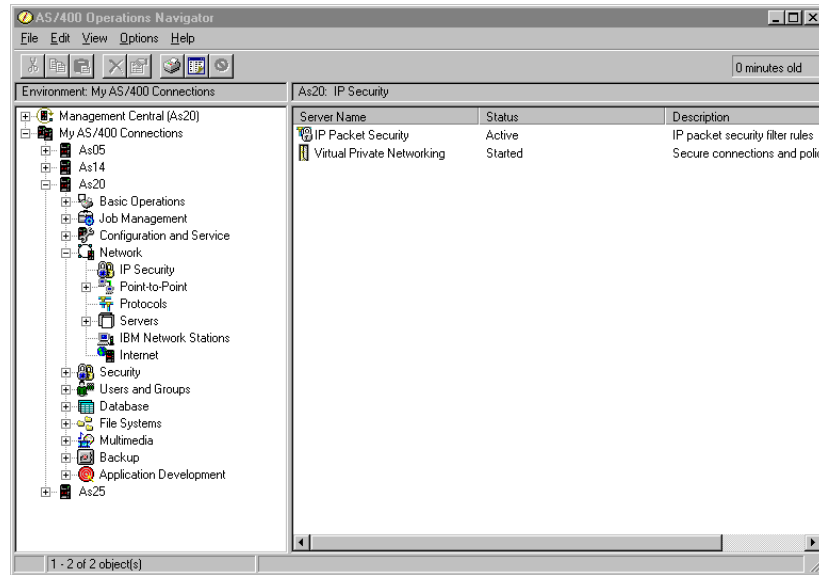 AS/400 Operations Navigator
File Edit View Options Help
0 minutes old
Environment: My AS/400 Connections
As20: IP Security
Management Central (As20)
My AS/400 Connections
As05
As14
As20
Basic Operations
Job Management
Configuration and Service
Network
IP Security
Point-to-Point
Protocols
Servers
IBM Network Stations
Internet
Security
Users and Groups
Database
File Systems
Multimedia
Backup
Application Development
As25
Server Name Status Description
IP Packet Security Active IP packet security filter rules
Virtual Private Networking Started Secure connections and polic
1 - 2 of 2 object(s)